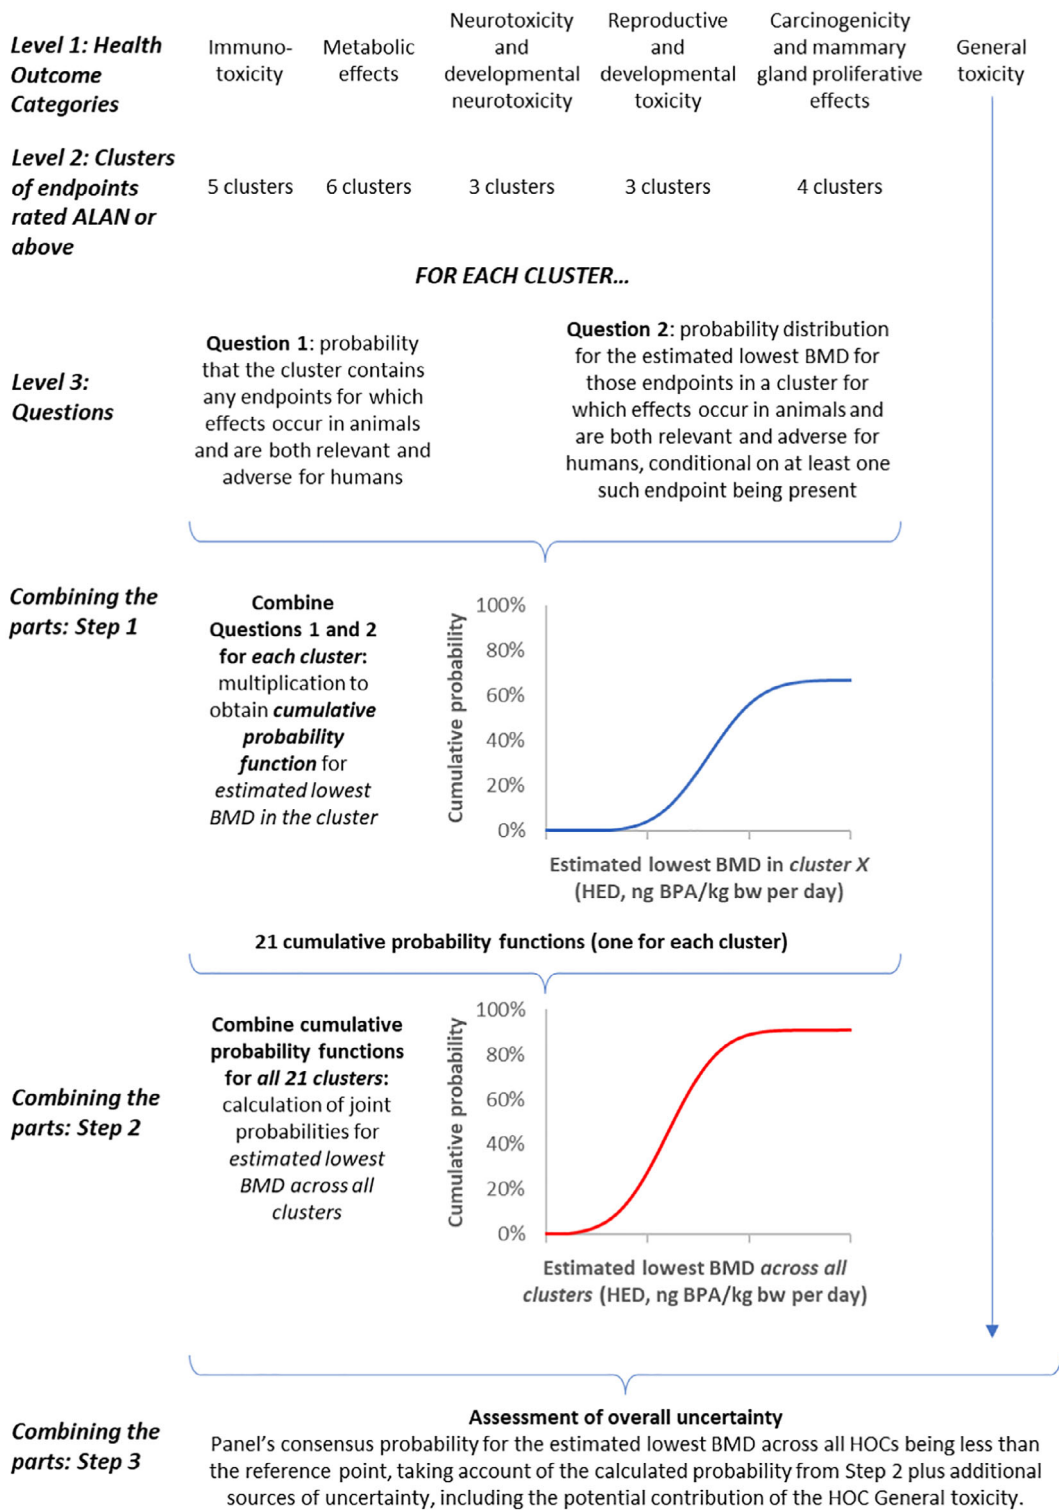 Level 1: Health
Outcome
Categories
Immuno-
toxicity
Metabolic
effects
Neurotoxicity
and
developmental
neurotoxicity
Reproductive
and
developmental
toxicity
Carcinogenicity
and mammary
gland proliferative
effects
General
toxicity
Level 2: Clusters
of endpoints
rated ALAN or
above
5 clusters
6 clusters
3 clusters
3 clusters
4 clusters
FOR EACH CLUSTER...
Level 3:
Questions
Question 1: probability
that the cluster contains
any endpoints for which
effects occur in animals
and are both relevant and
adverse for humans
Question 2: probability distribution
for the estimated lowest BMD for
those endpoints in a cluster for
which effects occur in animals and
are both relevant and adverse for
humans, conditional on at least one
such endpoint being present
Combining the
parts: Step 1
Combine
Questions 1 and 2
for each cluster:
multiplication to
obtain cumulative
probability
function for
estimated lowest
BMD in the cluster
Cumulative probability
100%
80%
60%
40%
20%
0%
Estimated lowest BMD in cluster X
(HED, ng BPA/kg bw per day)
21 cumulative probability functions (one for each cluster)
Combining the
parts: Step 2
Combine cumulative
probability functions
for all 21 clusters:
calculation of joint
probabilities for
estimated lowest
BMD across all
clusters
Cumulative probability
100%
80%
60%
40%
20%
0%
Estimated lowest BMD across all
clusters (HED, ng BPA/kg bw per day)
Combining the
parts: Step 3
Assessment of overall uncertainty
Panel's consensus probability for the estimated lowest BMD across all HOCs being less than
the reference point, taking account of the calculated probability from Step 2 plus additional
sources of uncertainty, including the potential contribution of the HOC General toxicity.